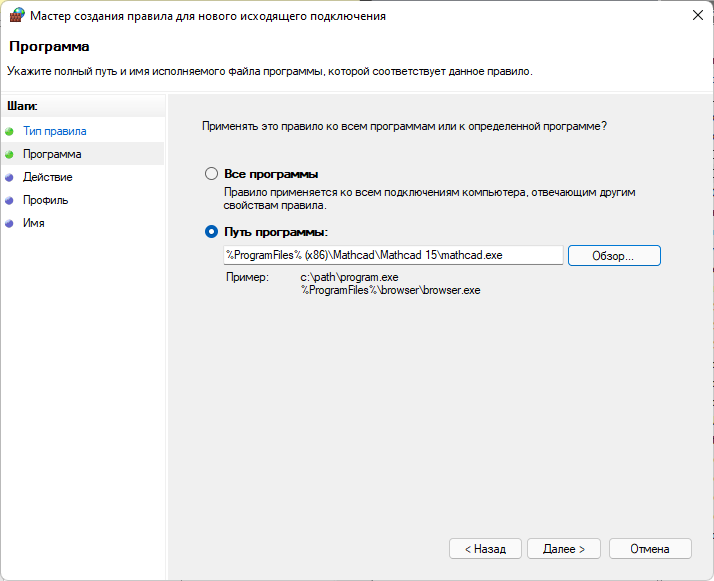 Мастер создания правила для нового исходящего подключения
Программа
Укажите полный путь и имя исполняемого файла программы, которой соответствует данное правило.
Шаги:
Тип правила
Программа
Действие
Профиль
Имя
Применять это правило ко всем программам или к определенной программе?
Все программы
Правило применяется ко всем подключениям компьютера, отвечающим другим
свойствам правила.
Путь программы:
%ProgramFiles% (x86)\Mathcad\Mathcad 15\mathcad.exe
Обзор...
Пример:
c:\path\program.exe
%ProgramFiles%\browser\browser.exe
< Назад
Далее >
Отмена